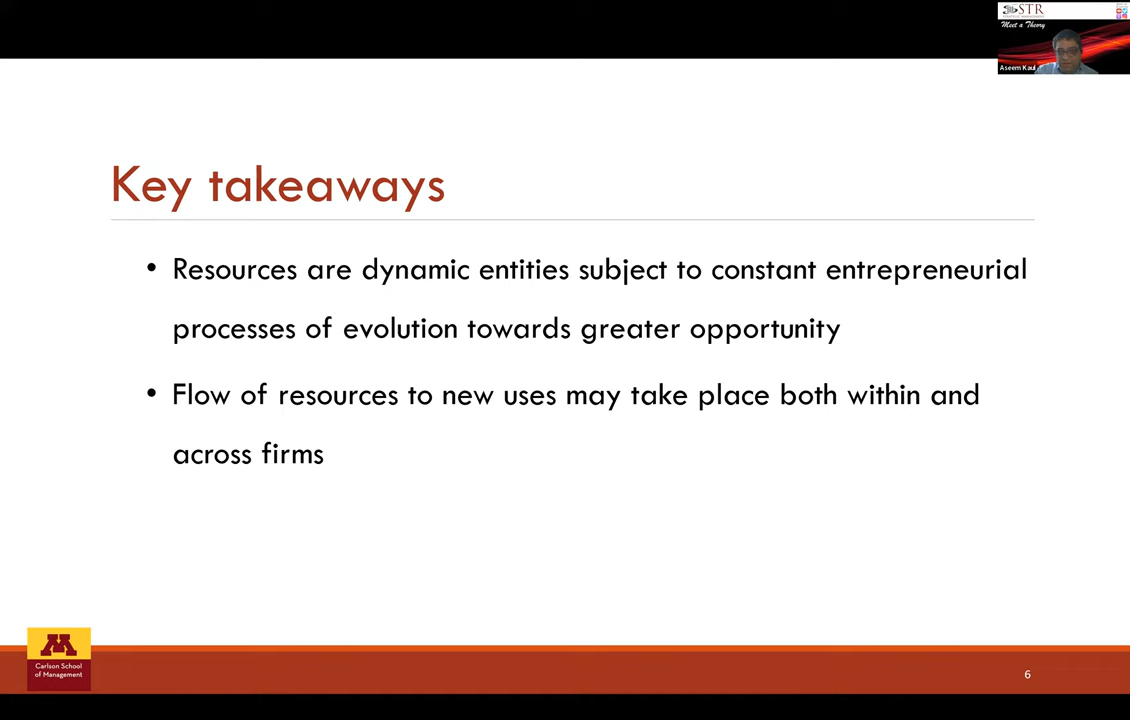 STR
Meet a Theory
Aseem Kaul
Key takeaways
• Resources are dynamic entities subject to constant entrepreneurial
processes of evolution towards greater opportunity
• Flow of resources to new uses may take place both within and
across firms
M
Carlson School
of Management
6